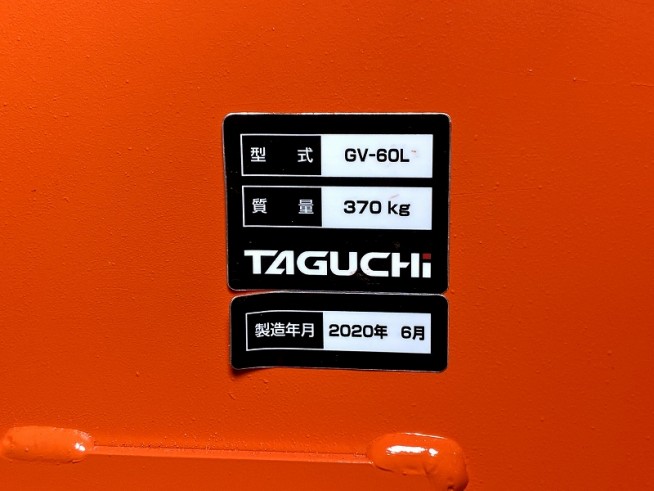 型 式 GV-60L
質 量 370 kg
TAGUCHi
製造年月 2020年 6月